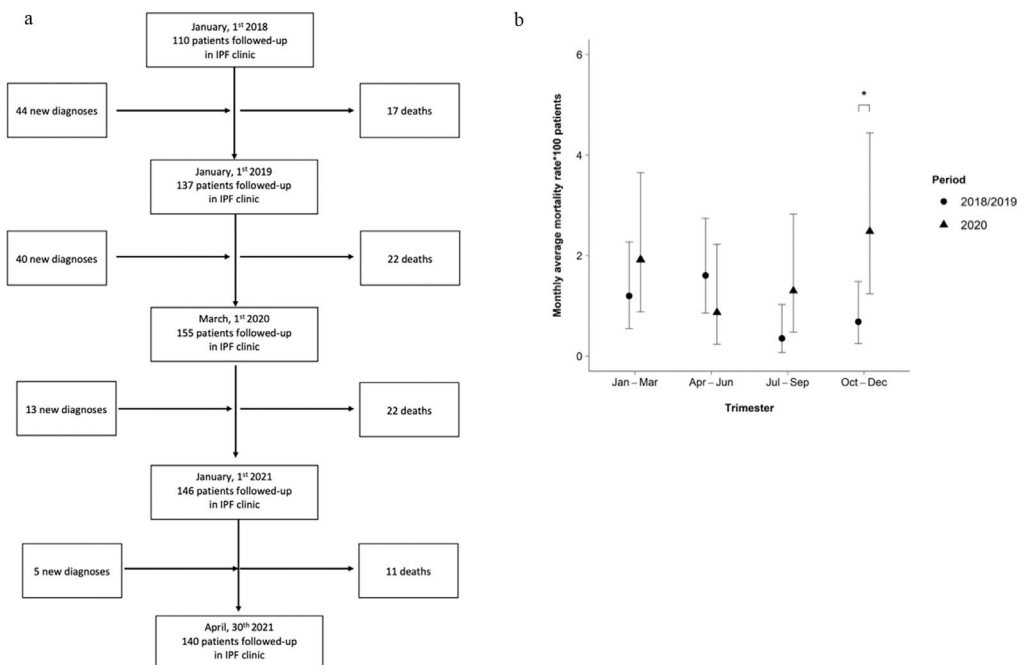 a
January, 1st 2018
110 patients followed-up
in IPF clinic
44 new diagnoses
17 deaths
January, 1st 2019
137 patients followed-up
in IPF clinic
40 new diagnoses
22 deaths
March, 1st 2020
155 patients followed-up
in IPF clinic
13 new diagnoses
22 deaths
January, 1st 2021
146 patients followed-up
in IPF clinic
5 new diagnoses
11 deaths
April, 30th 2021
140 patients followed-up
in IPF clinic
b
Monthly average mortality rate*100 patients
6
4
2
0
*
Jan – Mar
Apr – Jun
Jul – Sep
Oct – Dec
Trimester
Period
2018/2019
2020